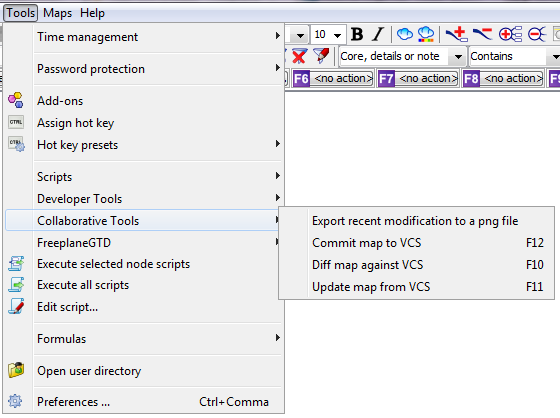 Tools Maps Help
Time management
10 B I
Password protection
Core, details or note Contains
F6 <no action> F7 <no action> F8 <no action>
Add-ons
CTRL Assign hot key
CTRL Hot key presets
Scripts
Developer Tools
Collaborative Tools
Export recent modification to a png file
FreeplaneGTD
Commit map to VCS F12
Execute selected node scripts
Diff map against VCS F10
Execute all scripts
Update map from VCS F11
Edit script...
Formulas
Open user directory
Preferences ... Ctrl+Comma